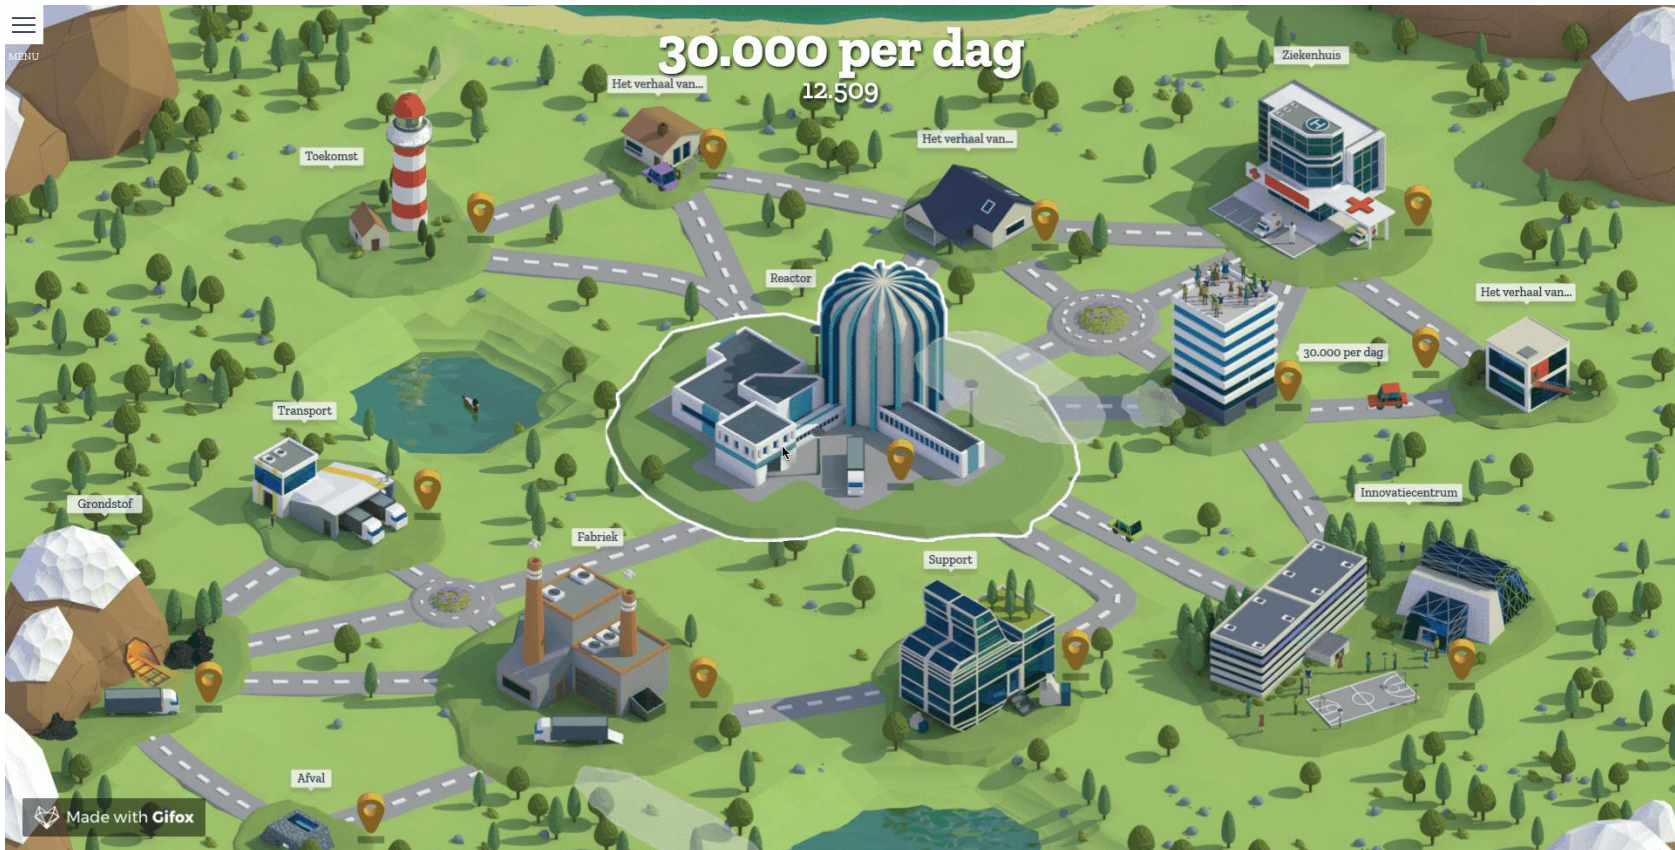 MENU
30.000 per dag
12.509
Ziekenhuis
Het verhaal van...
Het verhaal van...
Toekomst
Reactor
Het verhaal van...
30.000 per dag
Transport
Grondstof
Innovatiecentrum
Fabriek
Support
Afval
Made with Gifox
H